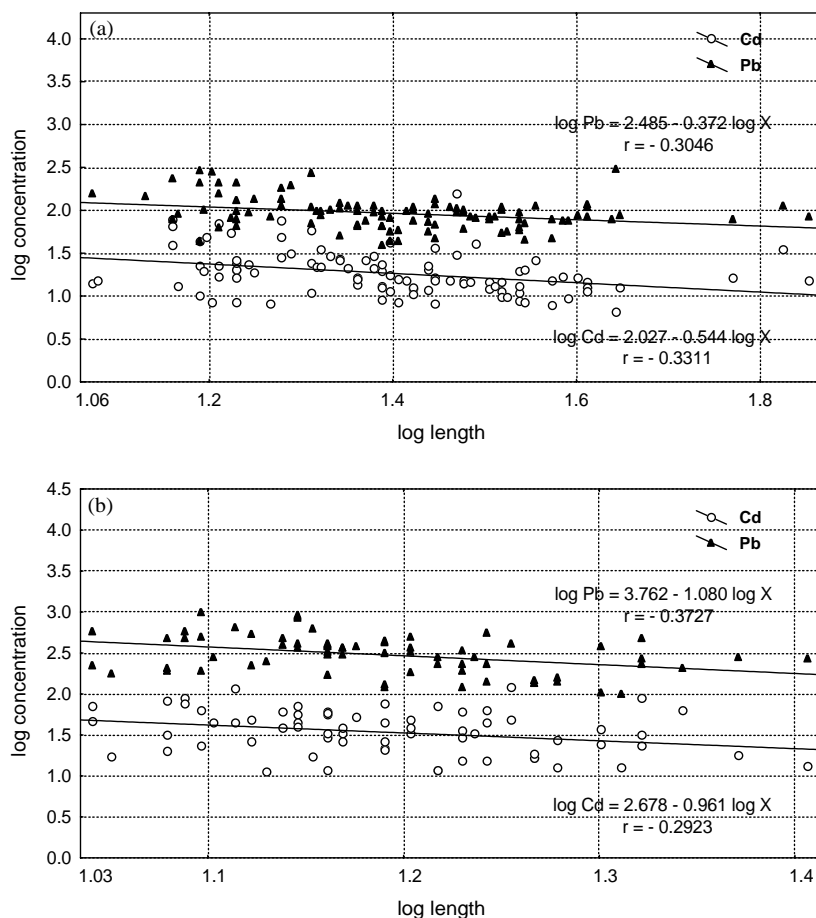 (a)
Cd
Pb
log Pb = 2.485 - 0.372 log X
r = - 0.3046
log Cd = 2.027 - 0.544 log X
r = - 0.3311
4.0
3.5
3.0
2.5
2.0
1.5
1.0
0.5
0.0
log concentration
1.06 1.2 1.4 1.6 1.8
log length
(b)
Cd
Pb
log Pb = 3.762 - 1.080 log X
r = - 0.3727
log Cd = 2.678 - 0.961 log X
r = - 0.2923
4.5
4.0
3.5
3.0
2.5
2.0
1.5
1.0
0.5
0.0
log concentration
1.03 1.1 1.2 1.3 1.4
log length